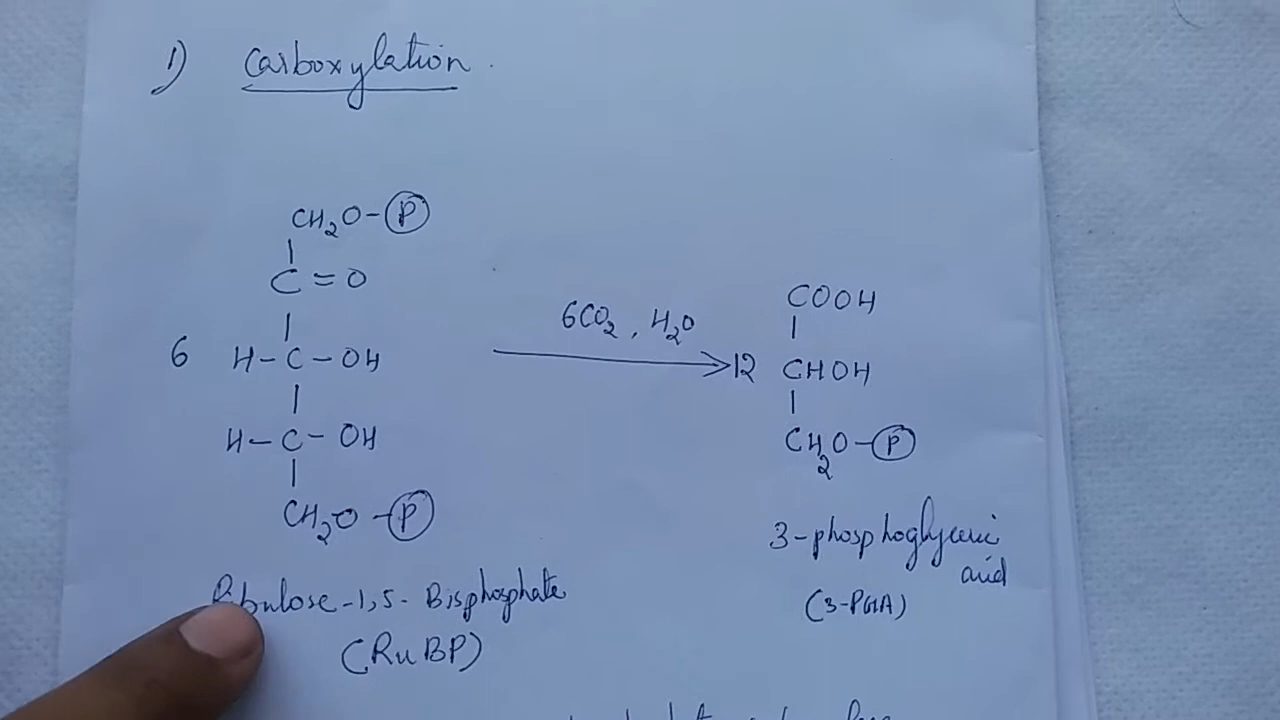 1) Carboxylation.
CH2O-P
C=O
6CO2, H2O
COOH
6 H-C-OH
12 CHOH
H-C-OH
CH2O-P
CH2O-P
3-phosphoglyceric
acid
Ribulose-1,5-Bisphosphate
(3-PGA)
(RuBP)